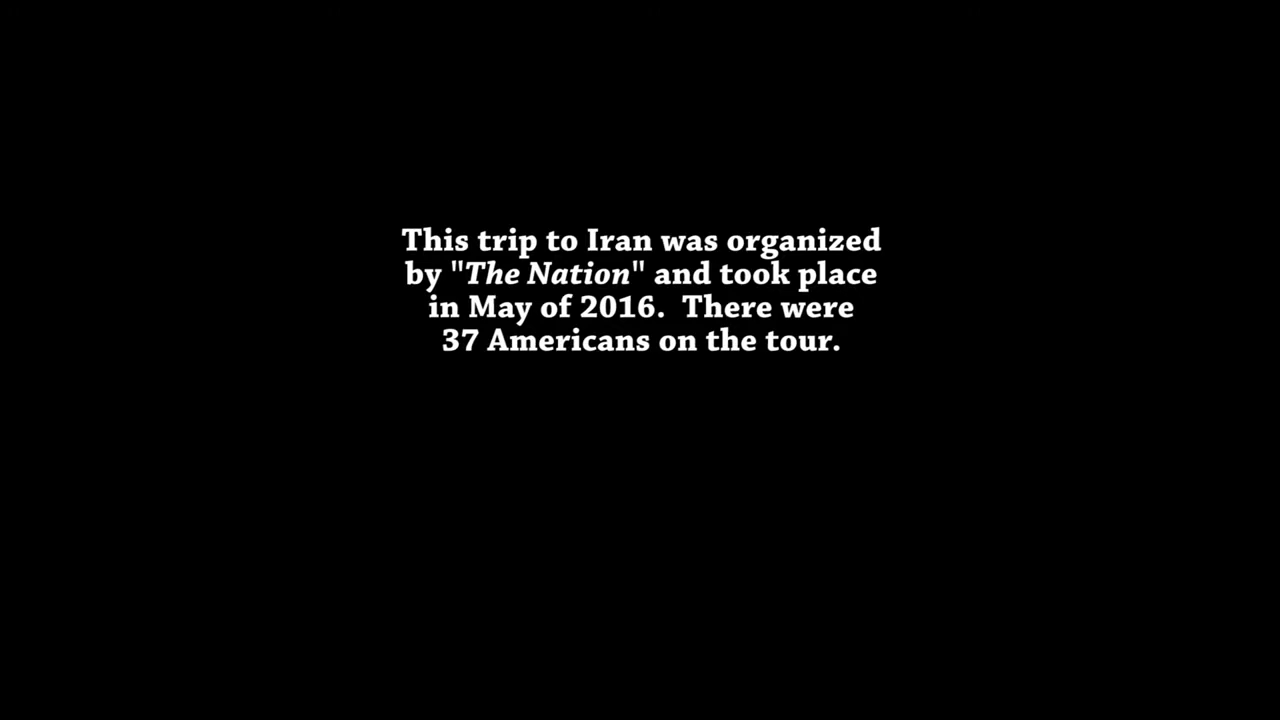 This trip to Iran was organized
by "The Nation" and took place
in May of 2016.  There were
37 Americans on the tour.